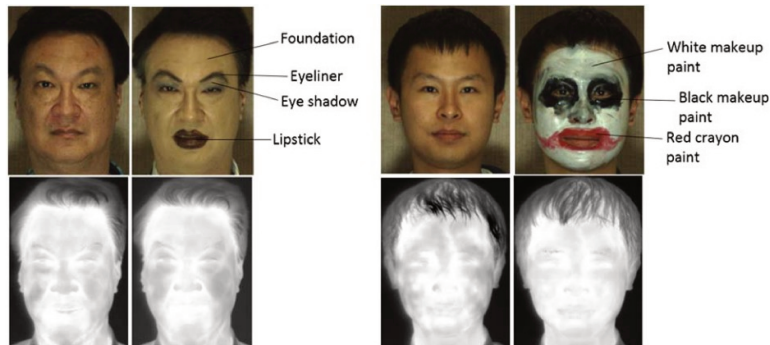 Foundation
Eyeliner
Eye shadow
Lipstick
White makeup
paint
Black makeup
paint
Red crayon
paint